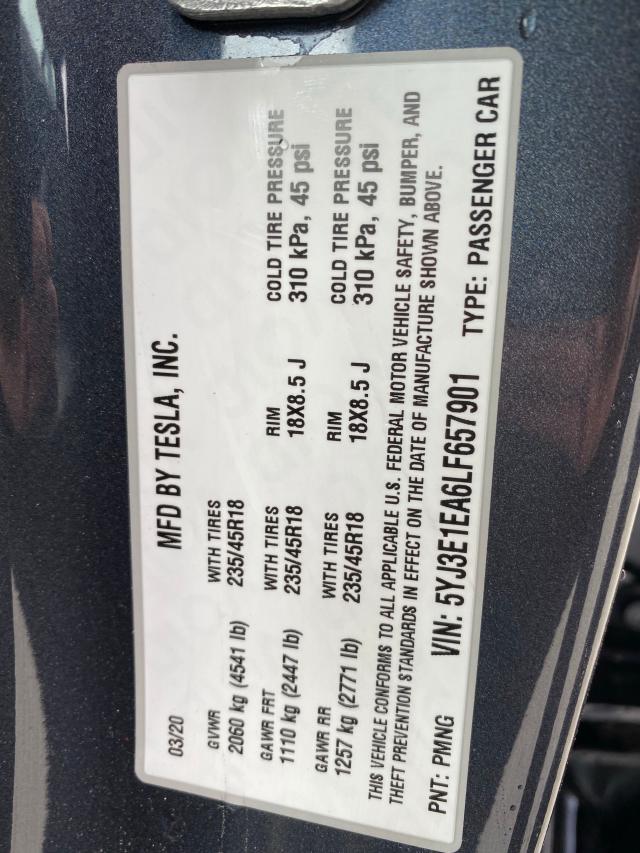 MFD BY TESLA, INC.
03/20
GVWR WITH TIRES
2060 kg (4541 lb) 235/45R18
GAWR FRT WITH TIRES RIM COLD TIRE PRESSURE
1110 kg (2447 lb) 235/45R18 18X8.5 J 310 kPa, 45 psi
GAWR RR WITH TIRES RIM COLD TIRE PRESSURE
1257 kg (2771 lb) 235/45R18 18X8.5 J 310 kPa, 45 psi
THIS VEHICLE CONFORMS TO ALL APPLICABLE U.S. FEDERAL MOTOR VEHICLE SAFETY, BUMPER, AND
THEFT PREVENTION STANDARDS IN EFFECT ON THE DATE OF MANUFACTURE SHOWN ABOVE.
PNT: PMNG VIN: 5YJ3E1EA6LF657901 TYPE: PASSENGER CAR